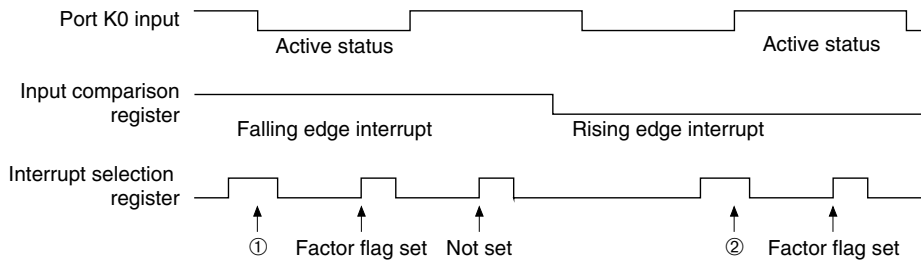 Port K0 input
Active status
Active status
Input comparison
register
Falling edge interrupt
Rising edge interrupt
Interrupt selection
register
① Factor flag set Not set ② Factor flag set